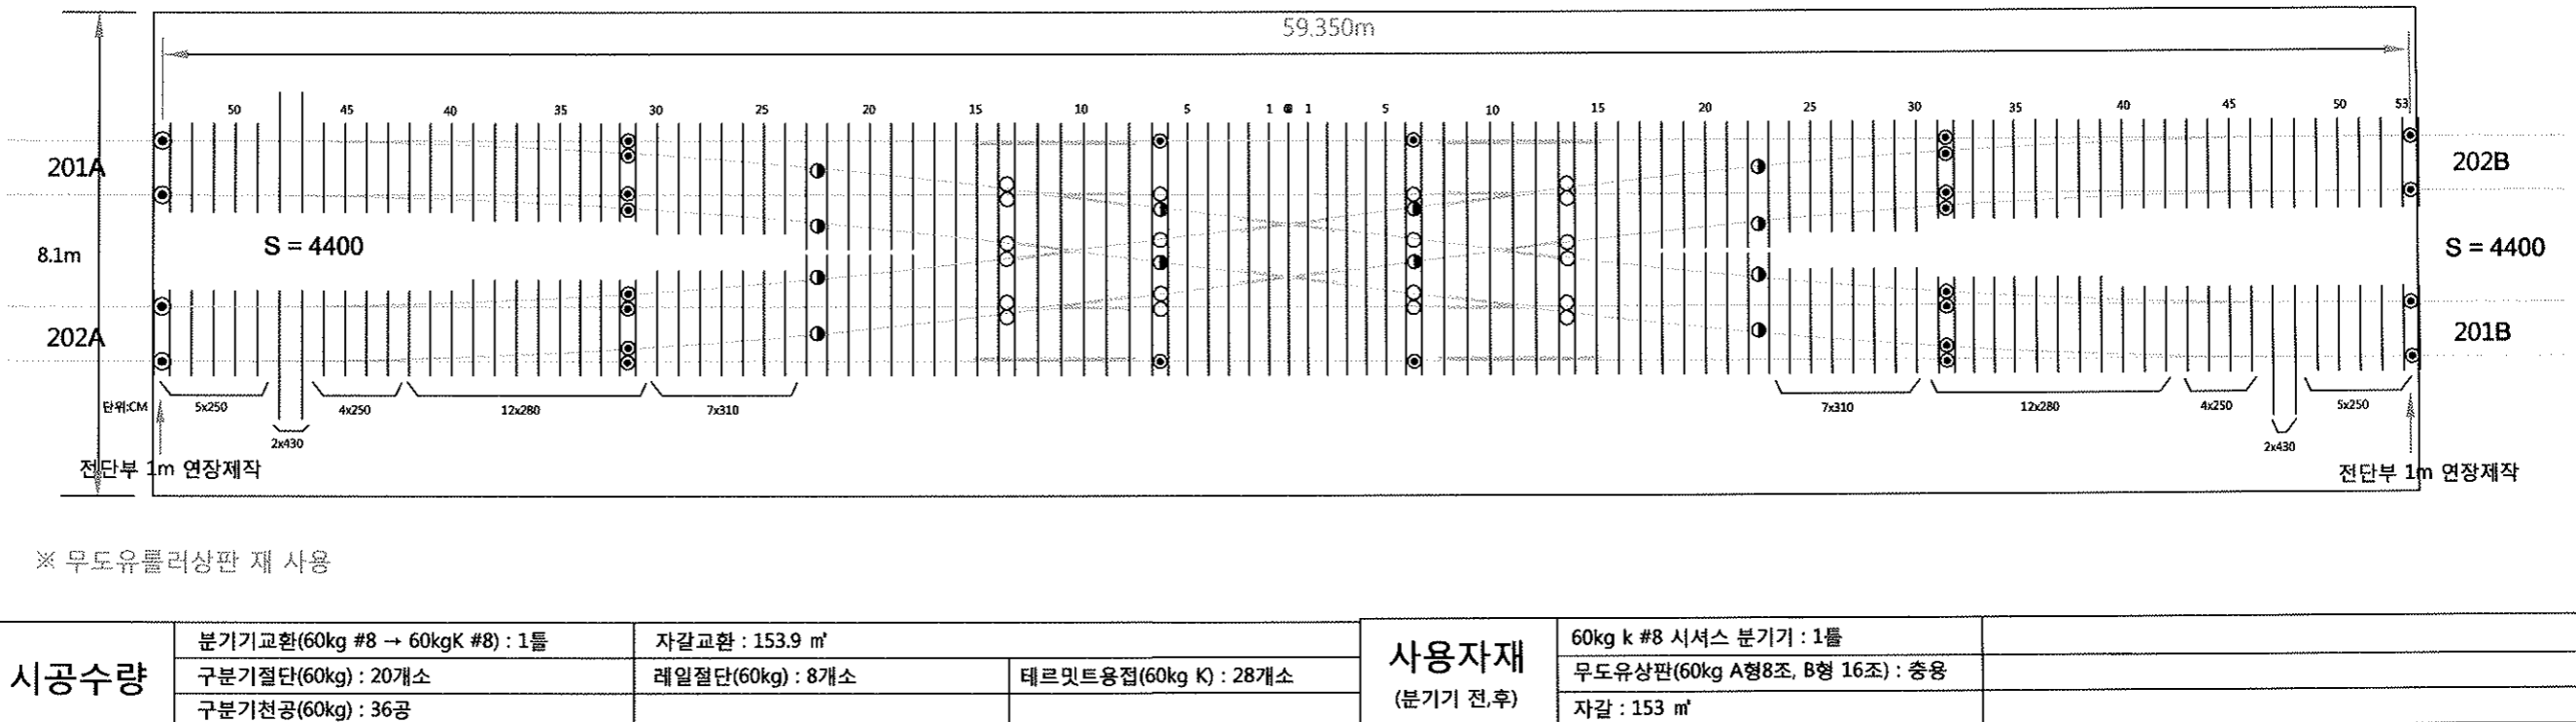 59.350m
50 45 40 35 30 25 20 15 10 5 1 0 1 5 10 15 20 25 30 35 40 45 50 53
201A
202B
8.1m
S = 4400
S = 4400
202A
201B
단위:CM
5x250
2x430
4x250
12x280
7x310
7x310
12x280
4x250
2x430
5x250
전단부 1m 연장제작
전단부 1m 연장제작
※ 무도유롤러상판 재 사용
시공수량
분기기교환(60kg #8 → 60kgK #8) : 1틀
자갈교환 : 153.9 ㎥
구분기절단(60kg) : 20개소
레일절단(60kg) : 8개소
테르밋트용접(60kg K) : 28개소
구분기천공(60kg) : 36공
사용자재
(분기기 전,후)
60kg k #8 시셔스 분기기 : 1틀
무도유상판(60kg A형8조, B형 16조) : 충용
자갈 : 153 ㎥